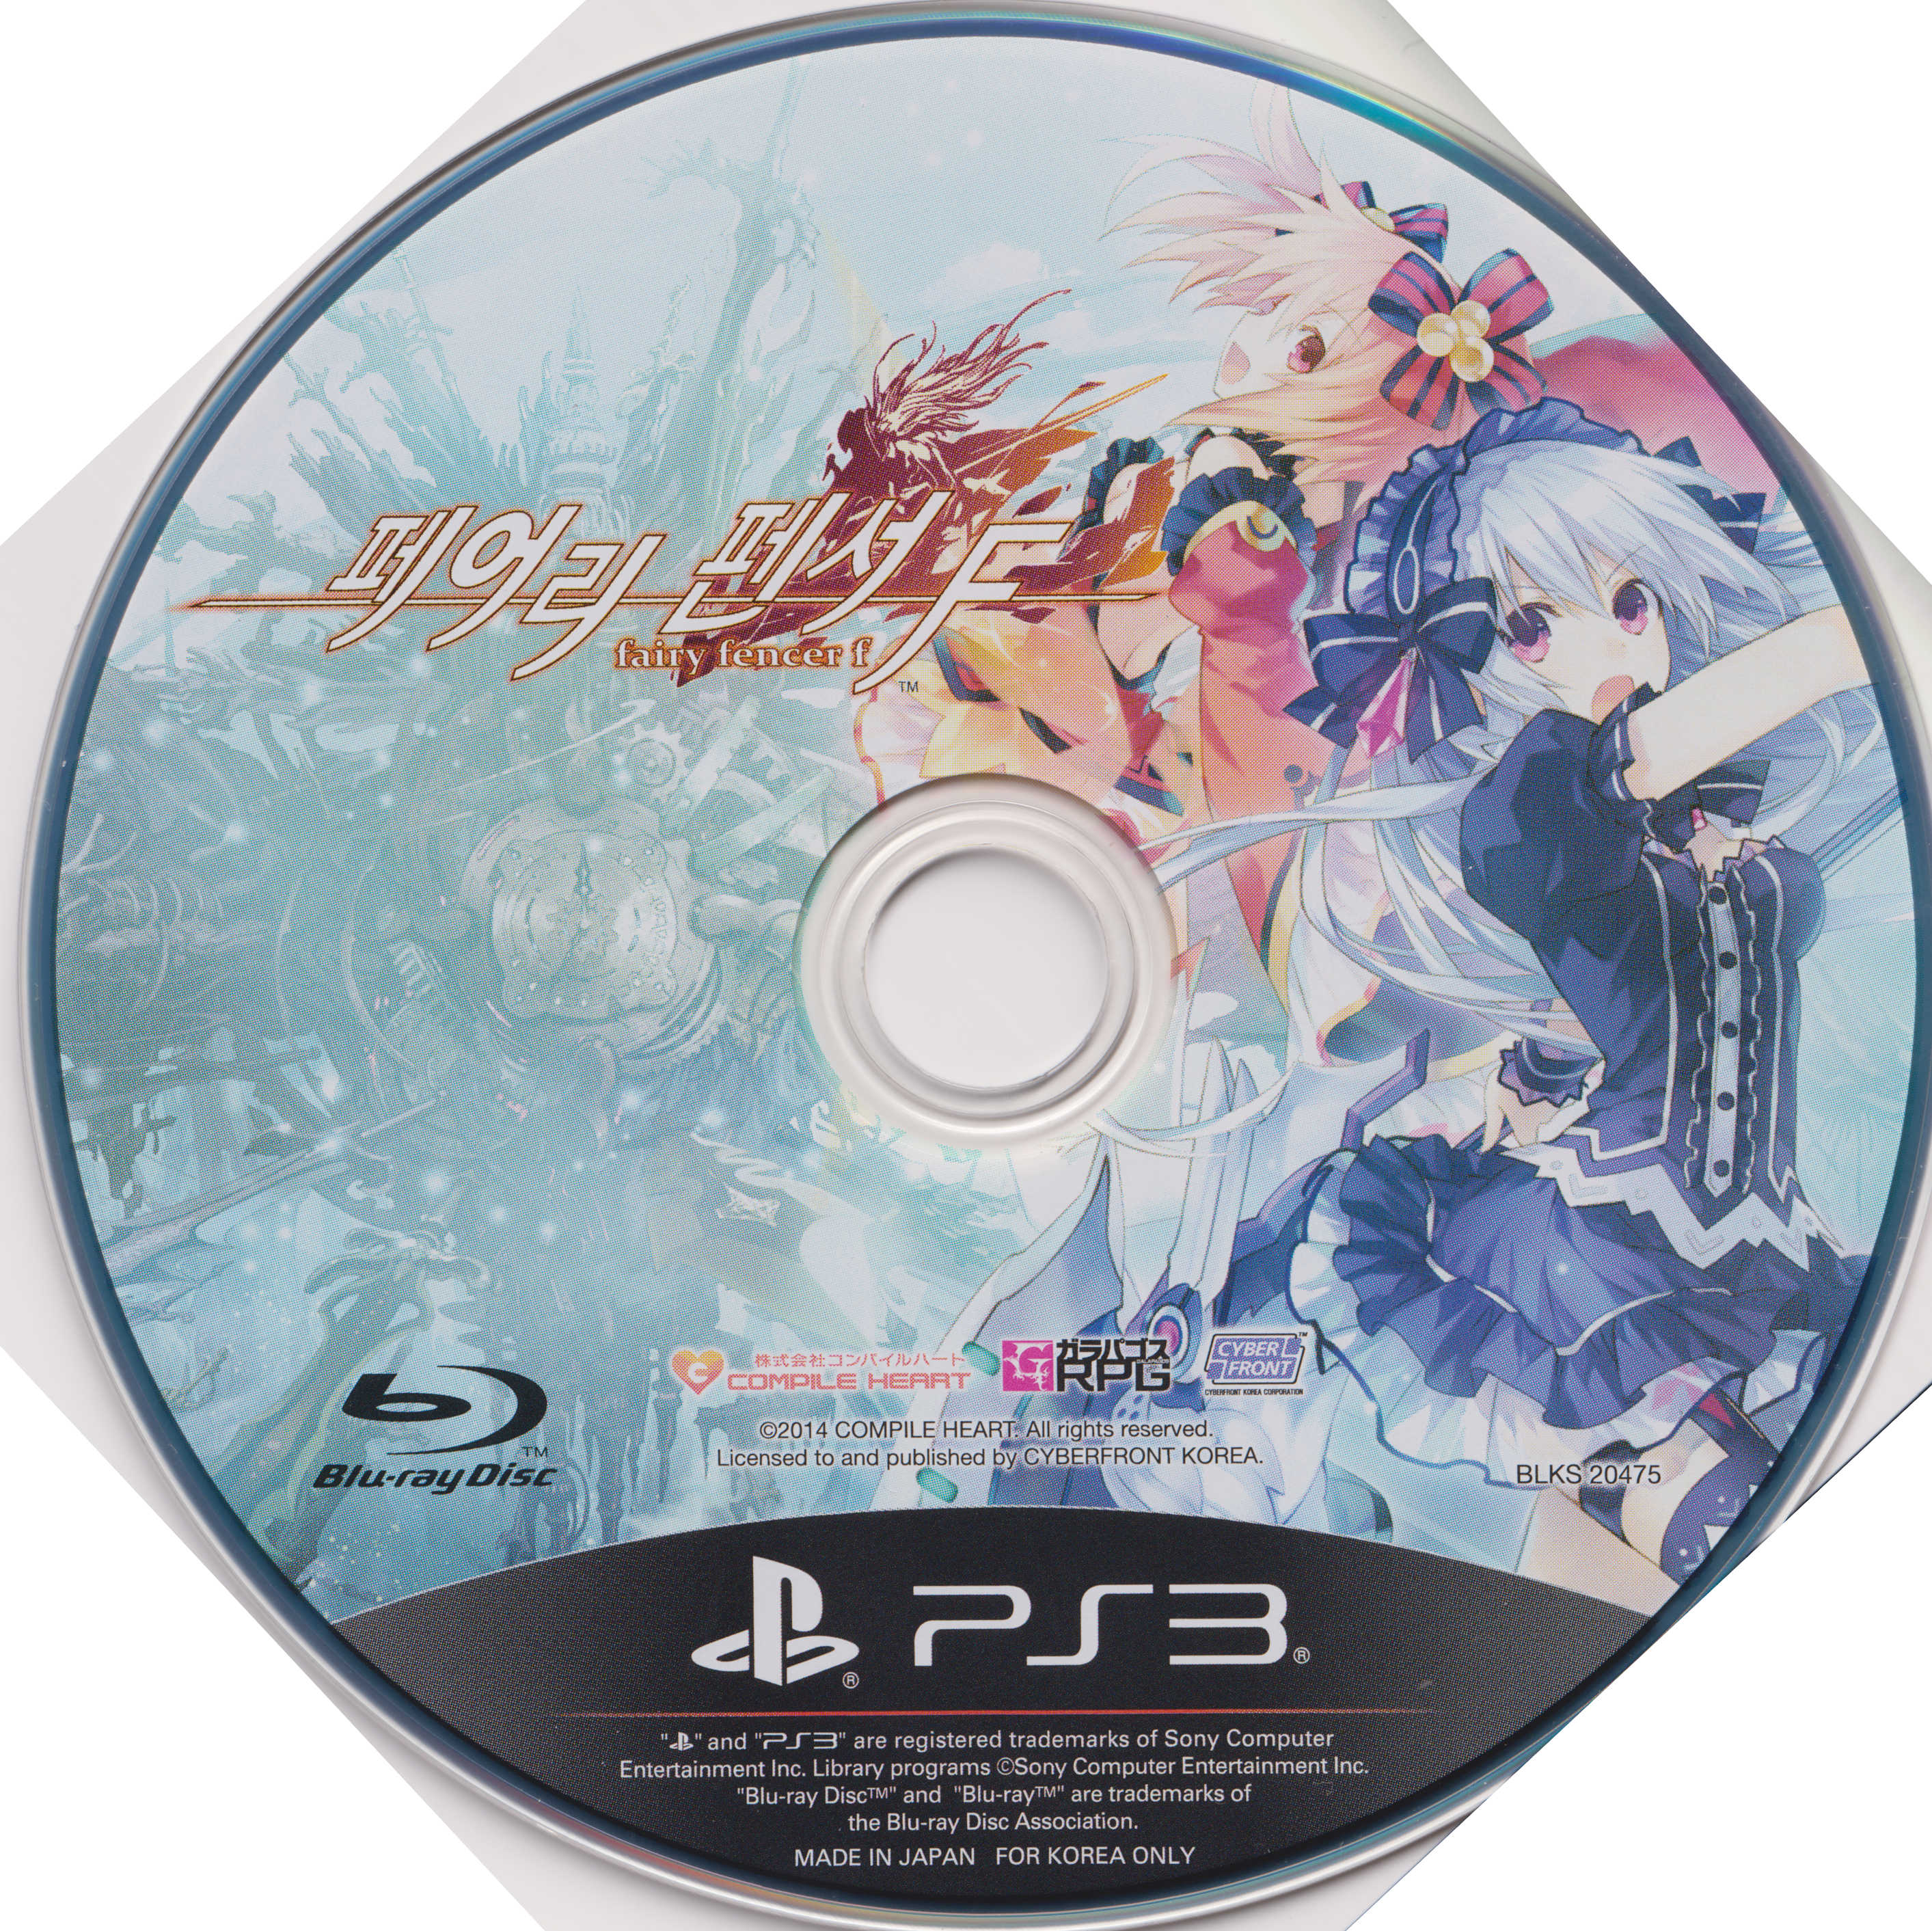 페어리 펜서 F
fairy fencer f
TM
株式会社コンパイルハート
COMPILE HEART
G ガラパゴス
RPG
CYBER
FRONT
TM
CYBERFRONT KOREA CORPORATION
©2014 COMPILE HEART. All rights reserved.
Licensed to and published by CYBERFRONT KOREA.
TM
Blu-ray Disc
BLKS 20475
PS3®
"PS" and "PS3" are registered trademarks of Sony Computer
Entertainment Inc. Library programs ©Sony Computer Entertainment Inc.
"Blu-ray Disc™" and "Blu-ray™" are trademarks of
the Blu-ray Disc Association.
MADE IN JAPAN FOR KOREA ONLY